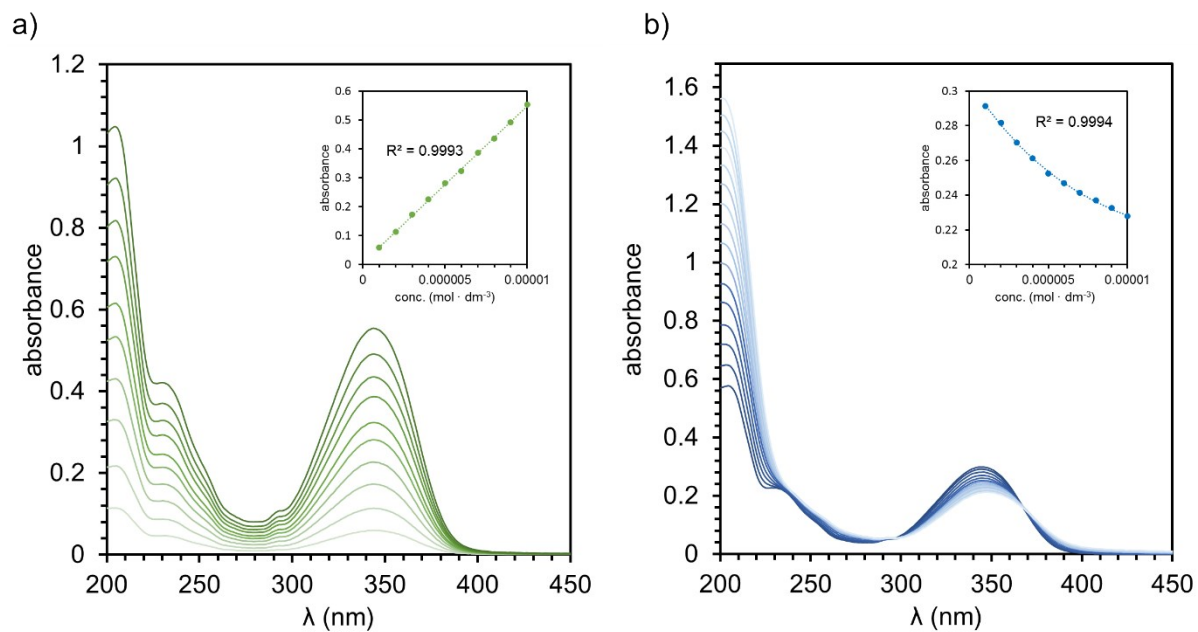 a)
1.2
1
0.8
0.6
0.4
0.2
0
absorbance
200 250 300 350 400 450
λ (nm)
0.6
0.5
0.4
0.3
0.2
0.1
0
absorbance
R² = 0.9993
0 0.000005 0.00001
conc. (mol · dm⁻³)
b)
1.6
1.4
1.2
1
0.8
0.6
0.4
0.2
0
absorbance
200 250 300 350 400 450
λ (nm)
0.3
0.28
0.26
0.24
0.22
0.2
absorbance
R² = 0.9994
0 0.000005 0.00001
conc. (mol · dm⁻³)